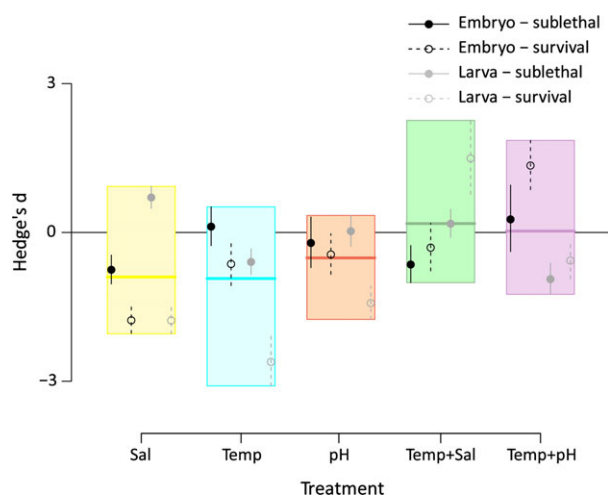 Embryo – sublethal
Embryo – survival
Larva – sublethal
Larva – survival
3
0
−3
Hedge's d
Sal Temp pH Temp+Sal Temp+pH
Treatment